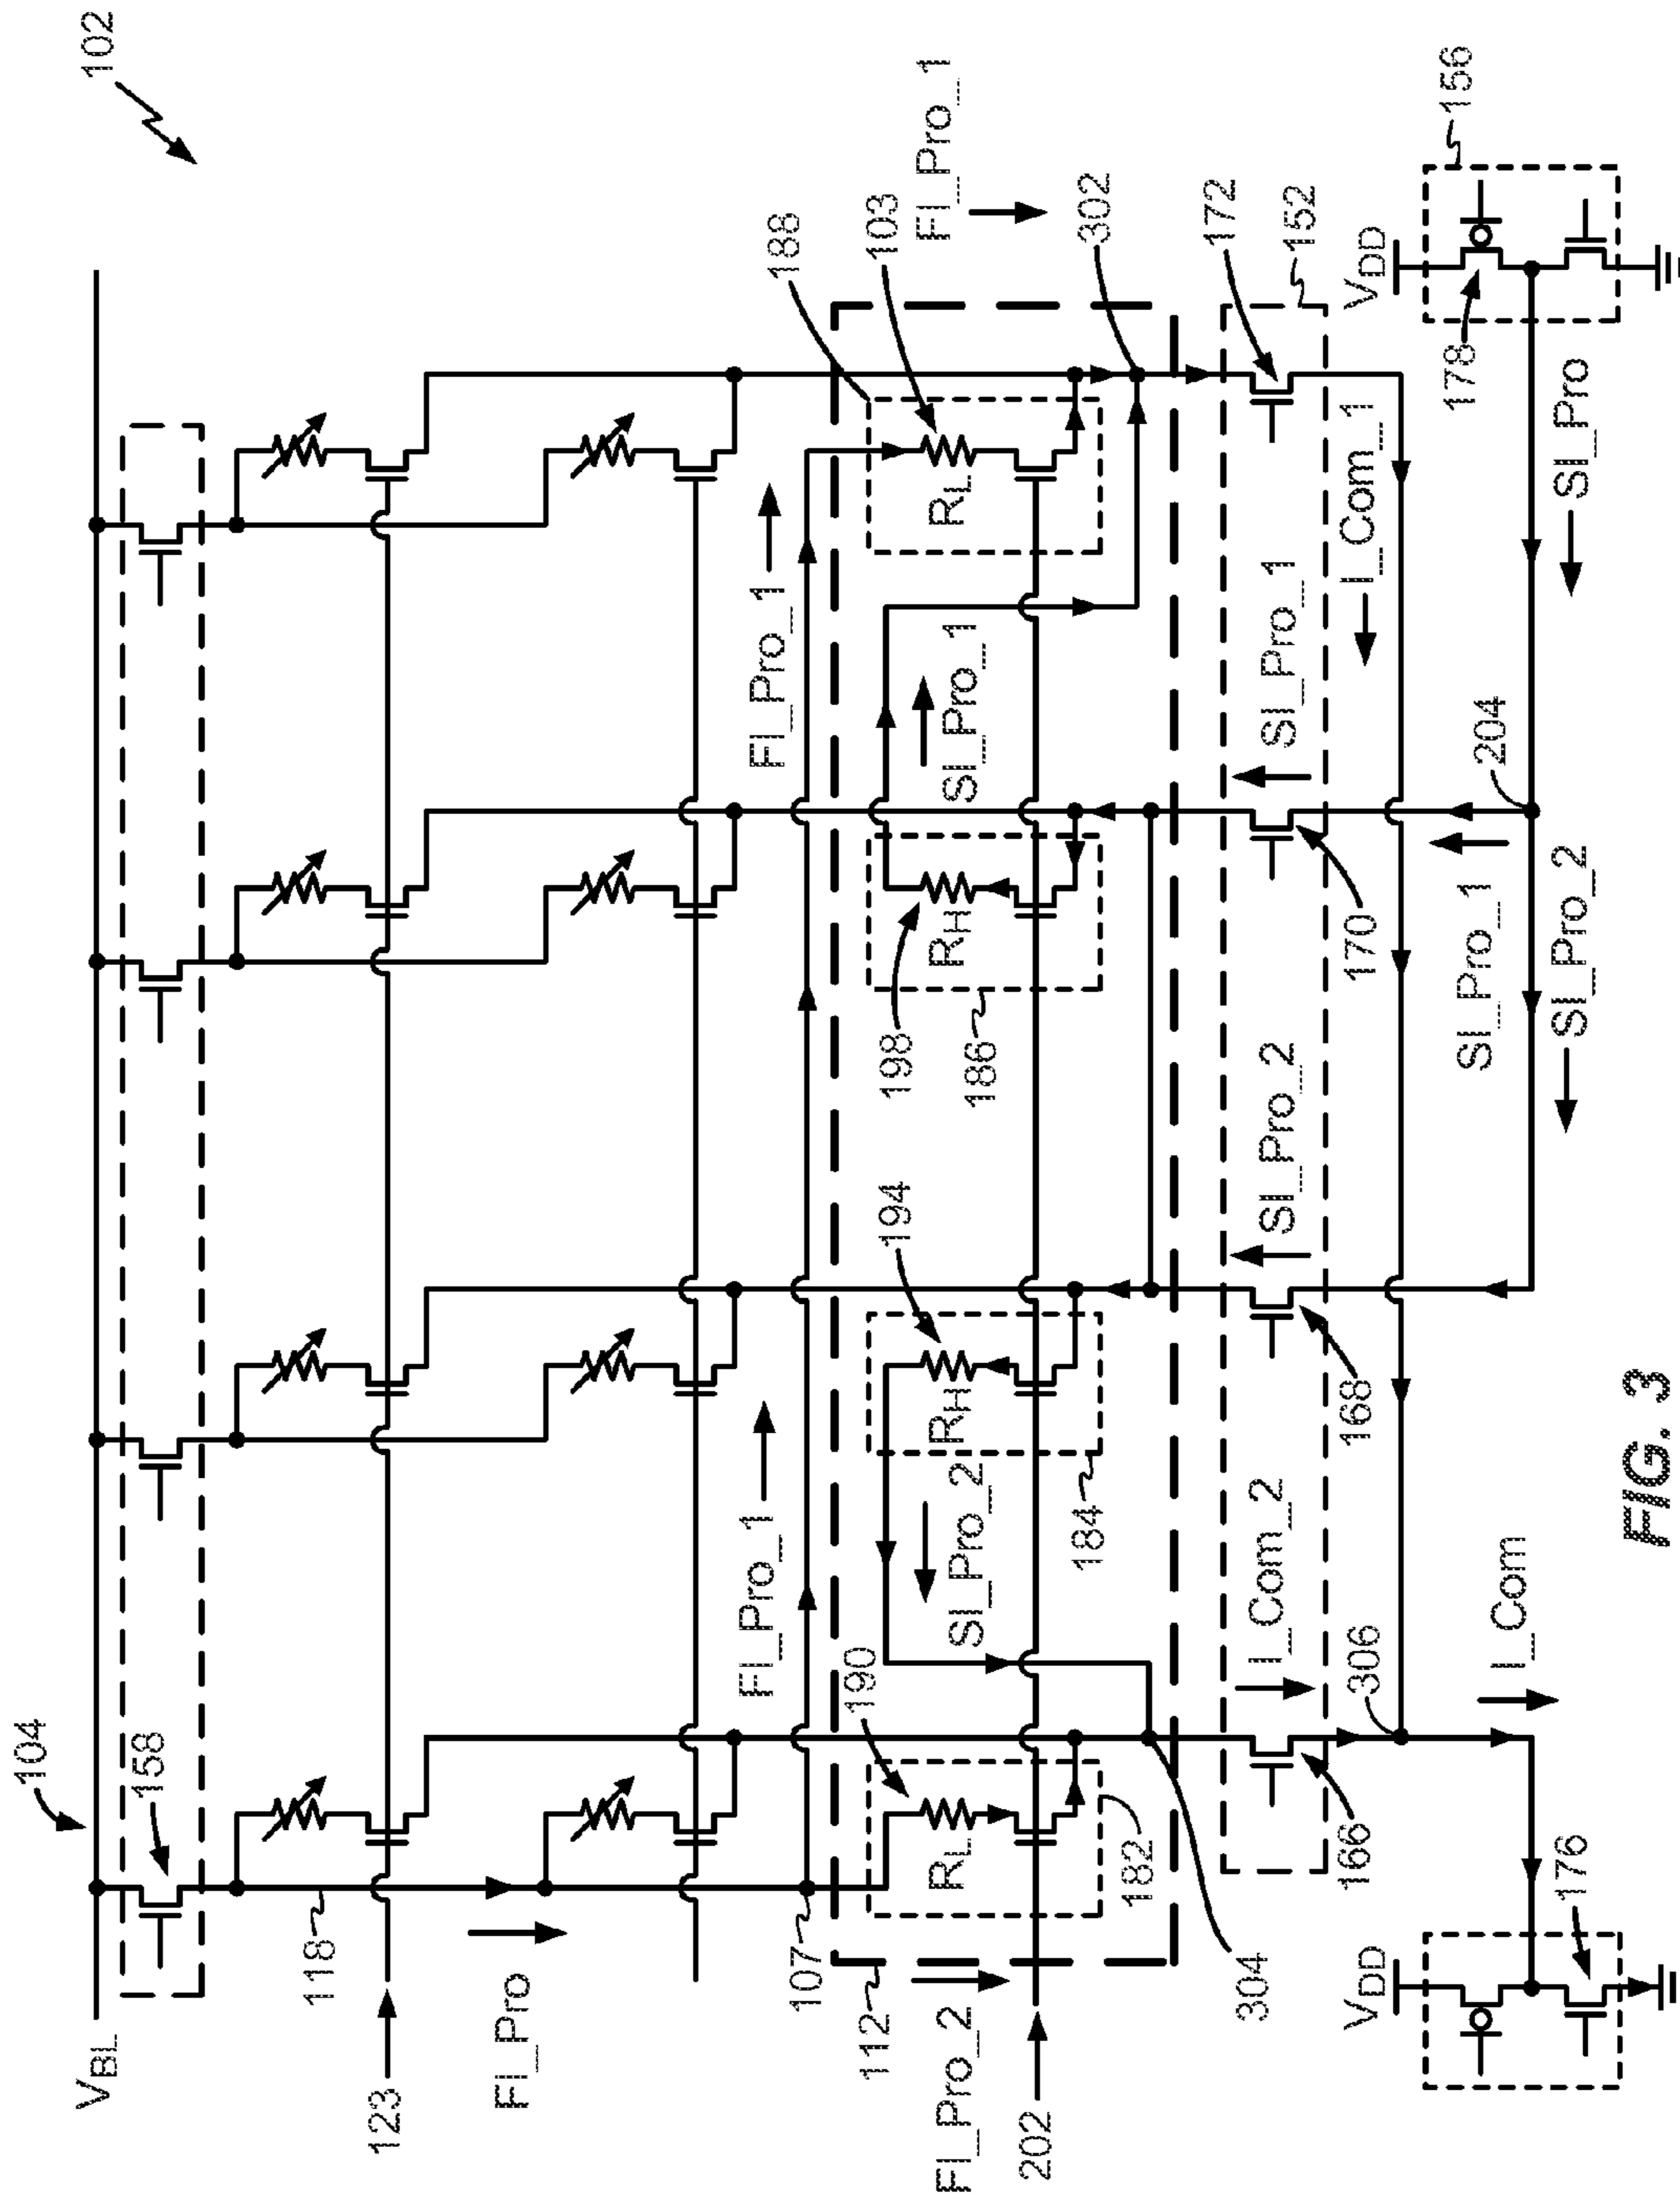 102
104
V_BL
158
118
123
FI_Pro
FI_Pro_1
FI_Pro_1
107
112
FI_Pro_2
202
190
R_L
182
304
194
R_H
SI_Pro_2
184
198
R_H
SI_Pro_1
186
188
103
R_L
FI_Pro_1
302
I_Com_2
166
306
SI_Pro_2
168
SI_Pro_1
170
I_Com_1
172
152
V_DD
176
I_Com
SI_Pro_1
204
SI_Pro_2
SI_Pro
V_DD
178
156
FIG. 3